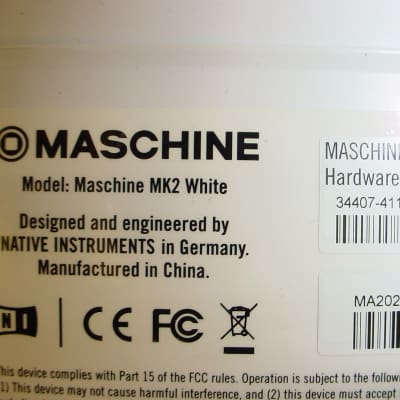 MASCHINE
Model: Maschine MK2 White
Designed and engineered by
NATIVE INSTRUMENTS in Germany.
Manufactured in China.
NI
CE FC
This device complies with Part 15 of the FCC rules. Operation is subject to the follow
1) This device may not cause harmful interference, and (2) this device must accept
MASCHINE
Hardware
34407-411
MA202